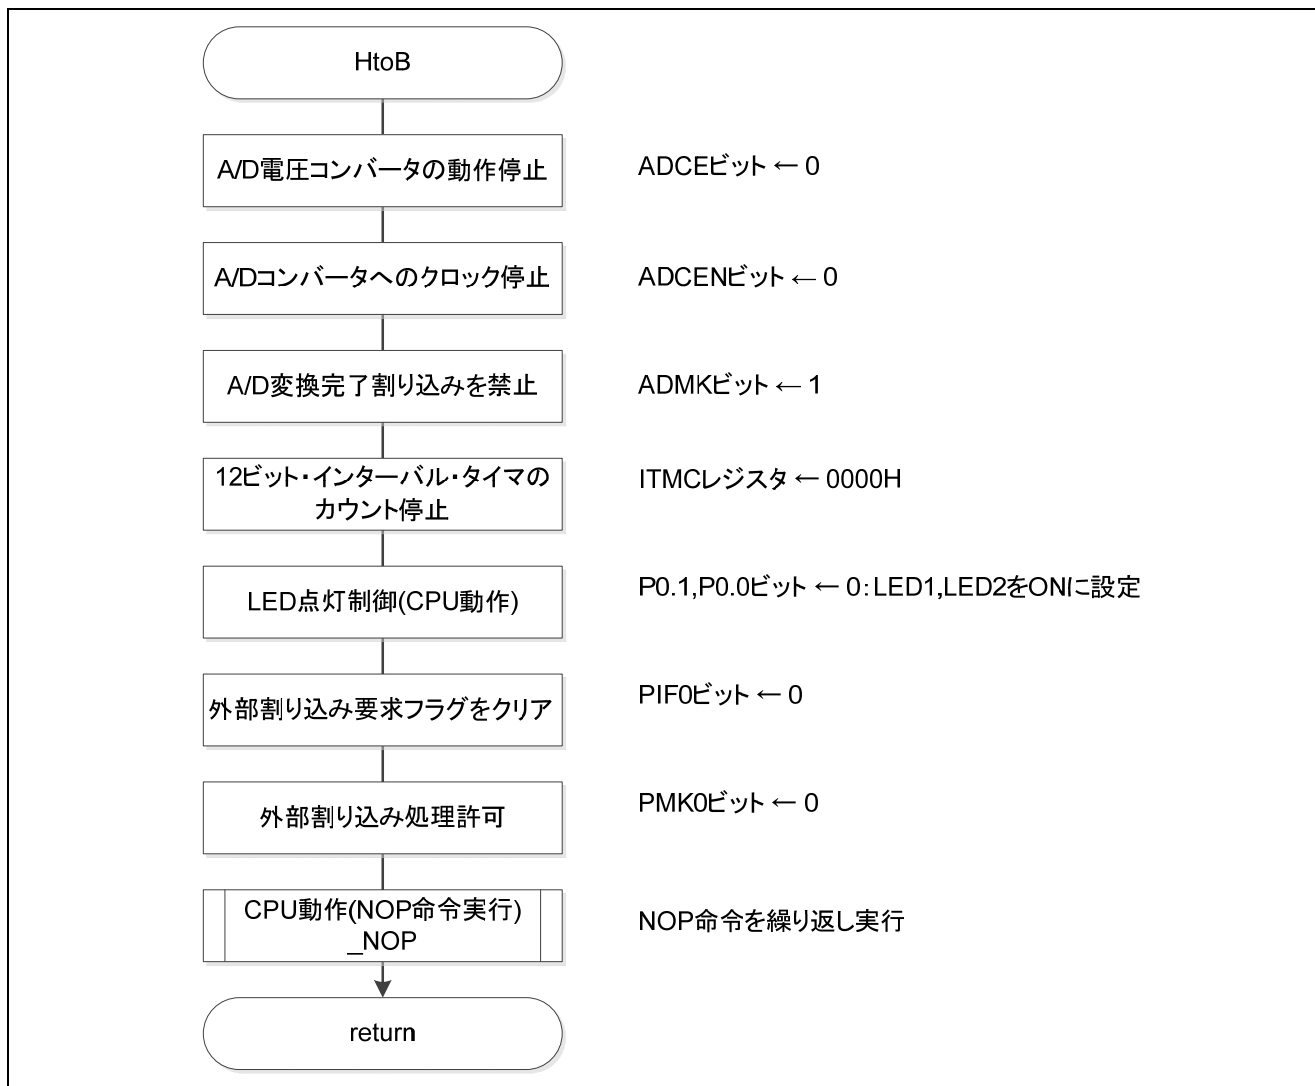 HtoB
A/D電圧コンバータの動作停止
ADCEビット ← 0
A/Dコンバータへのクロック停止
ADCENビット ← 0
A/D変換完了割り込みを禁止
ADMKビット ← 1
12ビット・インターバル・タイマの
カウント停止
ITMCレジスタ ← 0000H
LED点灯制御(CPU動作)
P0.1,P0.0ビット ← 0：LED1,LED2をONに設定
外部割り込み要求フラグをクリア
PIF0ビット ← 0
外部割り込み処理許可
PMK0ビット ← 0
CPU動作(NOP命令実行)
_NOP
NOP命令を繰り返し実行
return